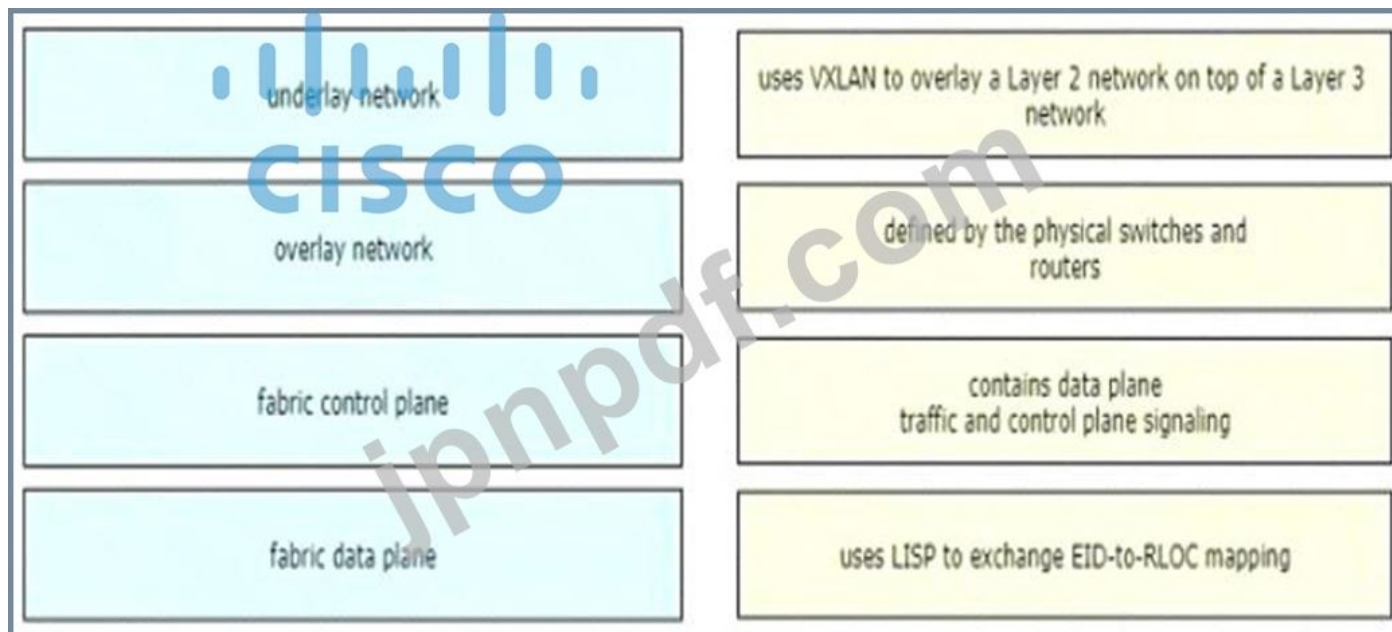 CISCO
underlay network
uses VXLAN to overlay a Layer 2 network on top of a Layer 3
network
overlay network
defined by the physical switches and
routers
fabric control plane
contains data plane
traffic and control plane signaling
fabric data plane
uses LISP to exchange EID-to-RLOC mapping
jpnpdf.com